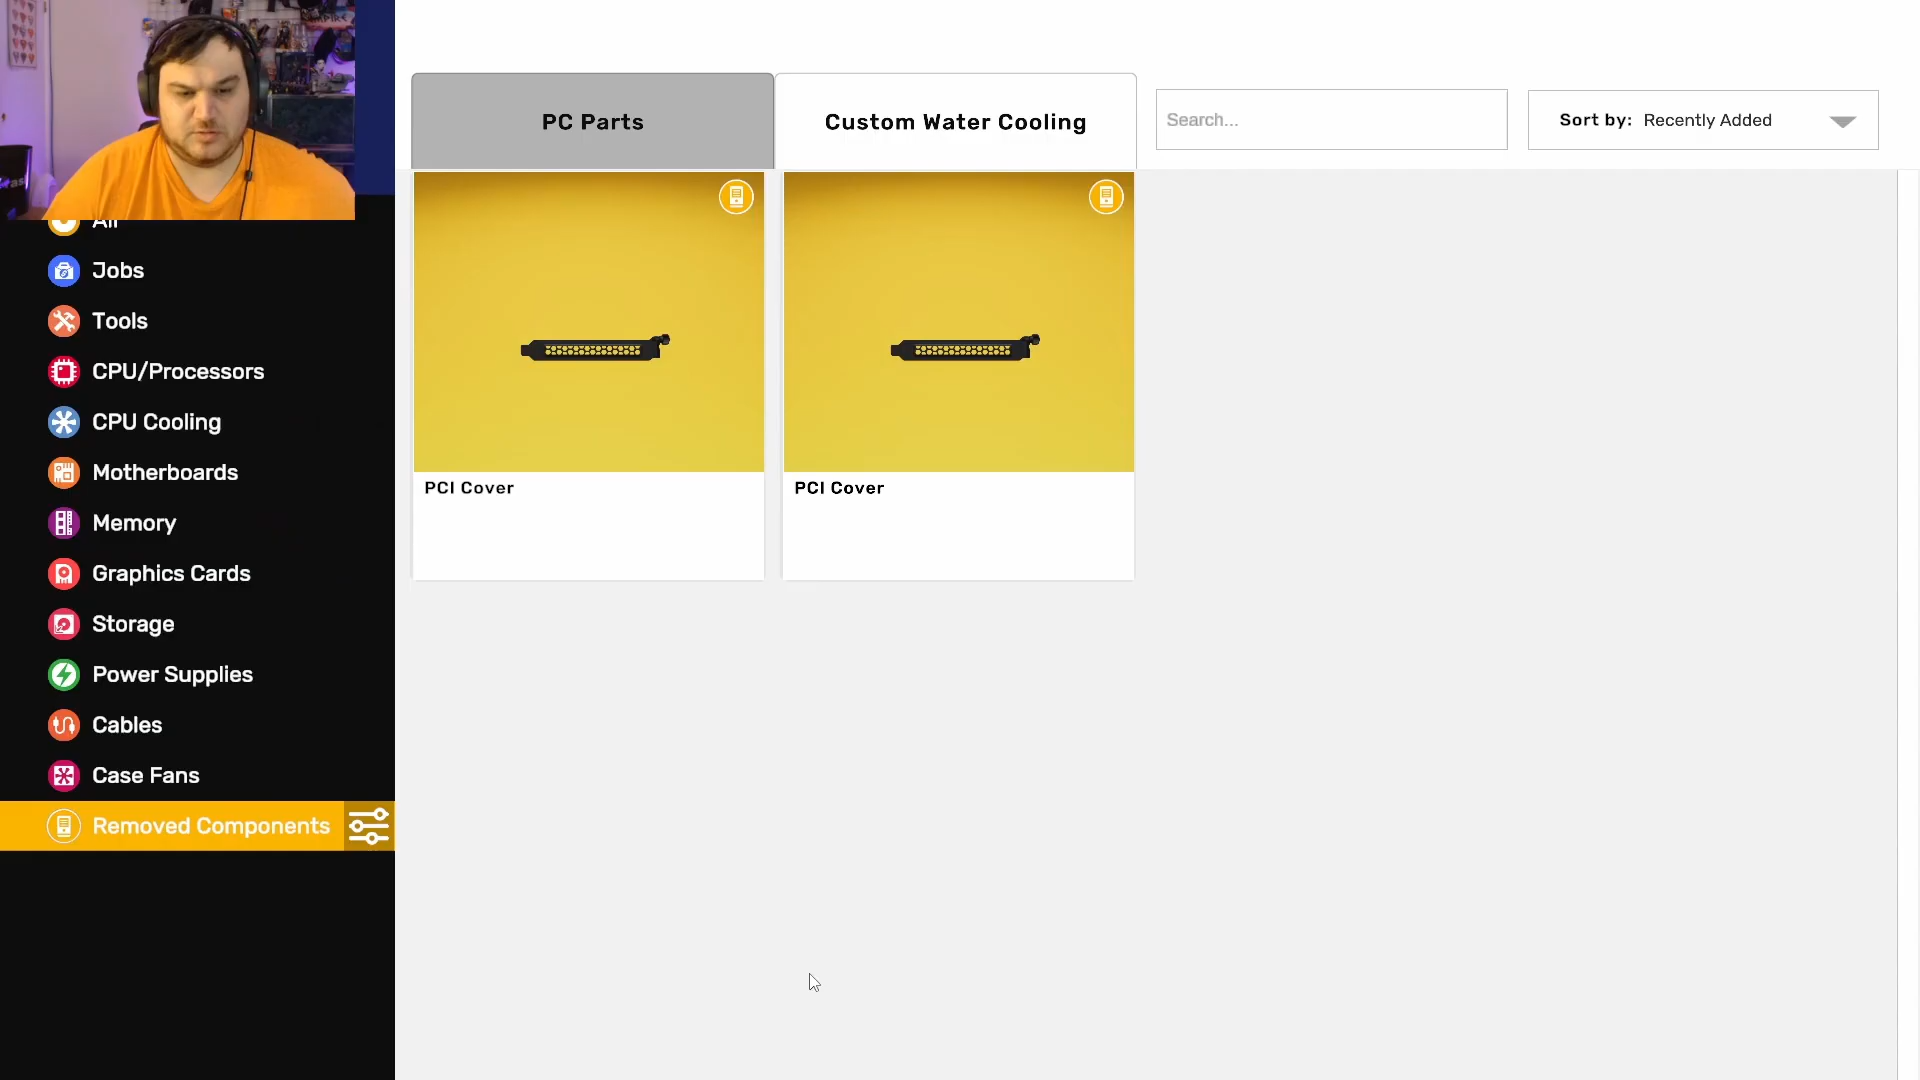 PC Parts
Custom Water Cooling
Search...
Sort by: Recently Added
All
Jobs
Tools
CPU/Processors
CPU Cooling
Motherboards
Memory
Graphics Cards
Storage
Power Supplies
Cables
Case Fans
Removed Components
PCI Cover
PCI Cover